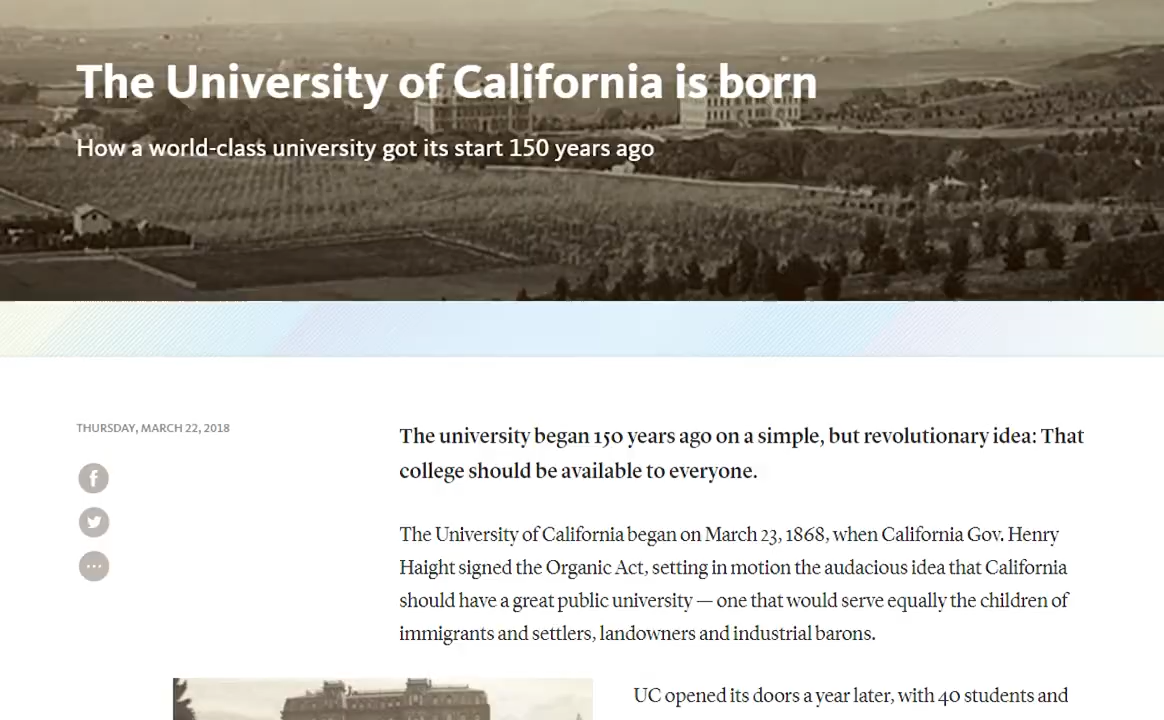 The University of California is born
How a world-class university got its start 150 years ago
THURSDAY, MARCH 22, 2018
The university began 150 years ago on a simple, but revolutionary idea: That
college should be available to everyone.
The University of California began on March 23, 1868, when California Gov. Henry
Haight signed the Organic Act, setting in motion the audacious idea that California
should have a great public university — one that would serve equally the children of
immigrants and settlers, landowners and industrial barons.
UC opened its doors a year later, with 40 students and